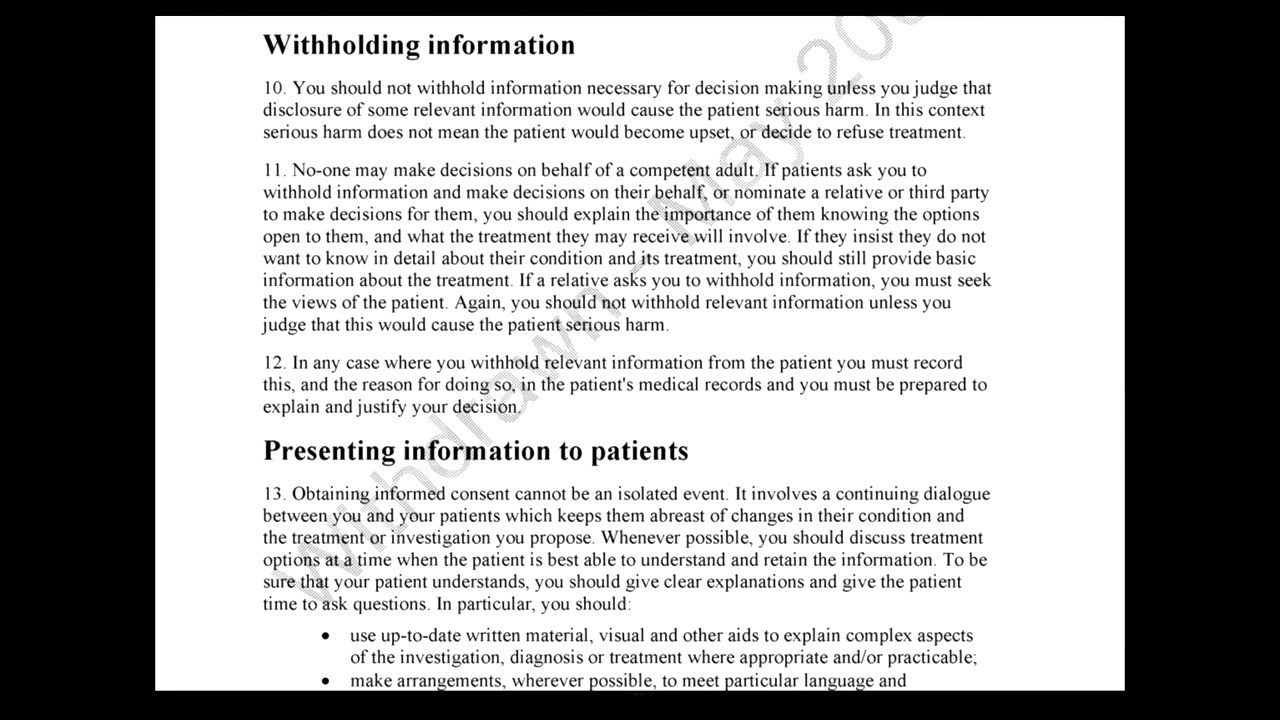 Withholding information
10. You should not withhold information necessary for decision making unless you judge that
disclosure of some relevant information would cause the patient serious harm. In this context
serious harm does not mean the patient would become upset, or decide to refuse treatment.
11. No-one may make decisions on behalf of a competent adult. If patients ask you to
withhold information and make decisions on their behalf, or nominate a relative or third party
to make decisions for them, you should explain the importance of them knowing the options
open to them, and what the treatment they may receive will involve. If they insist they do not
want to know in detail about their condition and its treatment, you should still provide basic
information about the treatment. If a relative asks you to withhold information, you must seek
the views of the patient. Again, you should not withhold relevant information unless you
judge that this would cause the patient serious harm.
12. In any case where you withhold relevant information from the patient you must record
this, and the reason for doing so, in the patient's medical records and you must be prepared to
explain and justify your decision.
Presenting information to patients
13. Obtaining informed consent cannot be an isolated event. It involves a continuing dialogue
between you and your patients which keeps them abreast of changes in their condition and
the treatment or investigation you propose. Whenever possible, you should discuss treatment
options at a time when the patient is best able to understand and retain the information. To be
sure that your patient understands, you should give clear explanations and give the patient
time to ask questions. In particular, you should:
• use up-to-date written material, visual and other aids to explain complex aspects
of the investigation, diagnosis or treatment where appropriate and/or practicable;
• make arrangements, wherever possible, to meet particular language and
Withdrawn - May